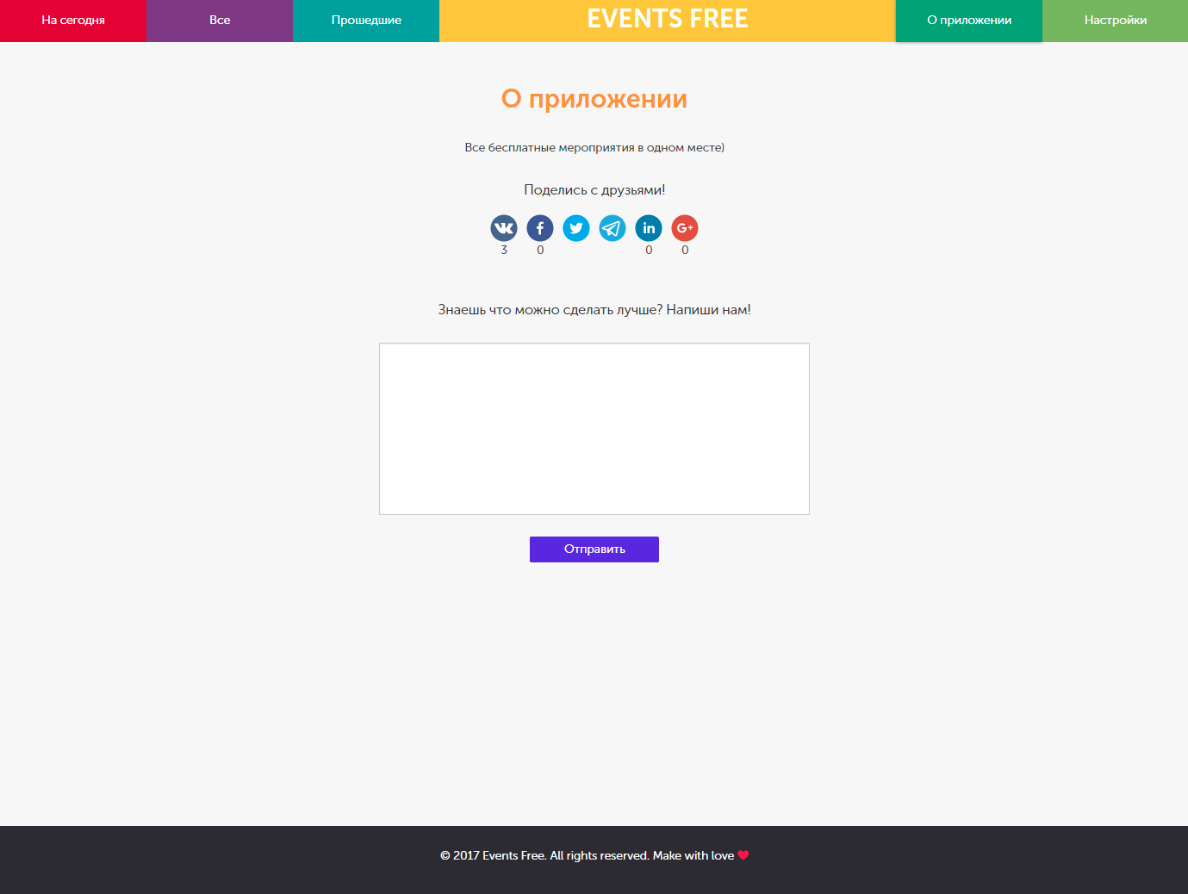 На сегодня
Все
Прошедшие
EVENTS FREE
О приложении
Настройки
О приложении
Все бесплатные мероприятия в одном месте)
Поделись с друзьями!
3
0
0
0
Знаешь что можно сделать лучше? Напиши нам!
Отправить
© 2017 Events Free. All rights reserved. Make with love ❤